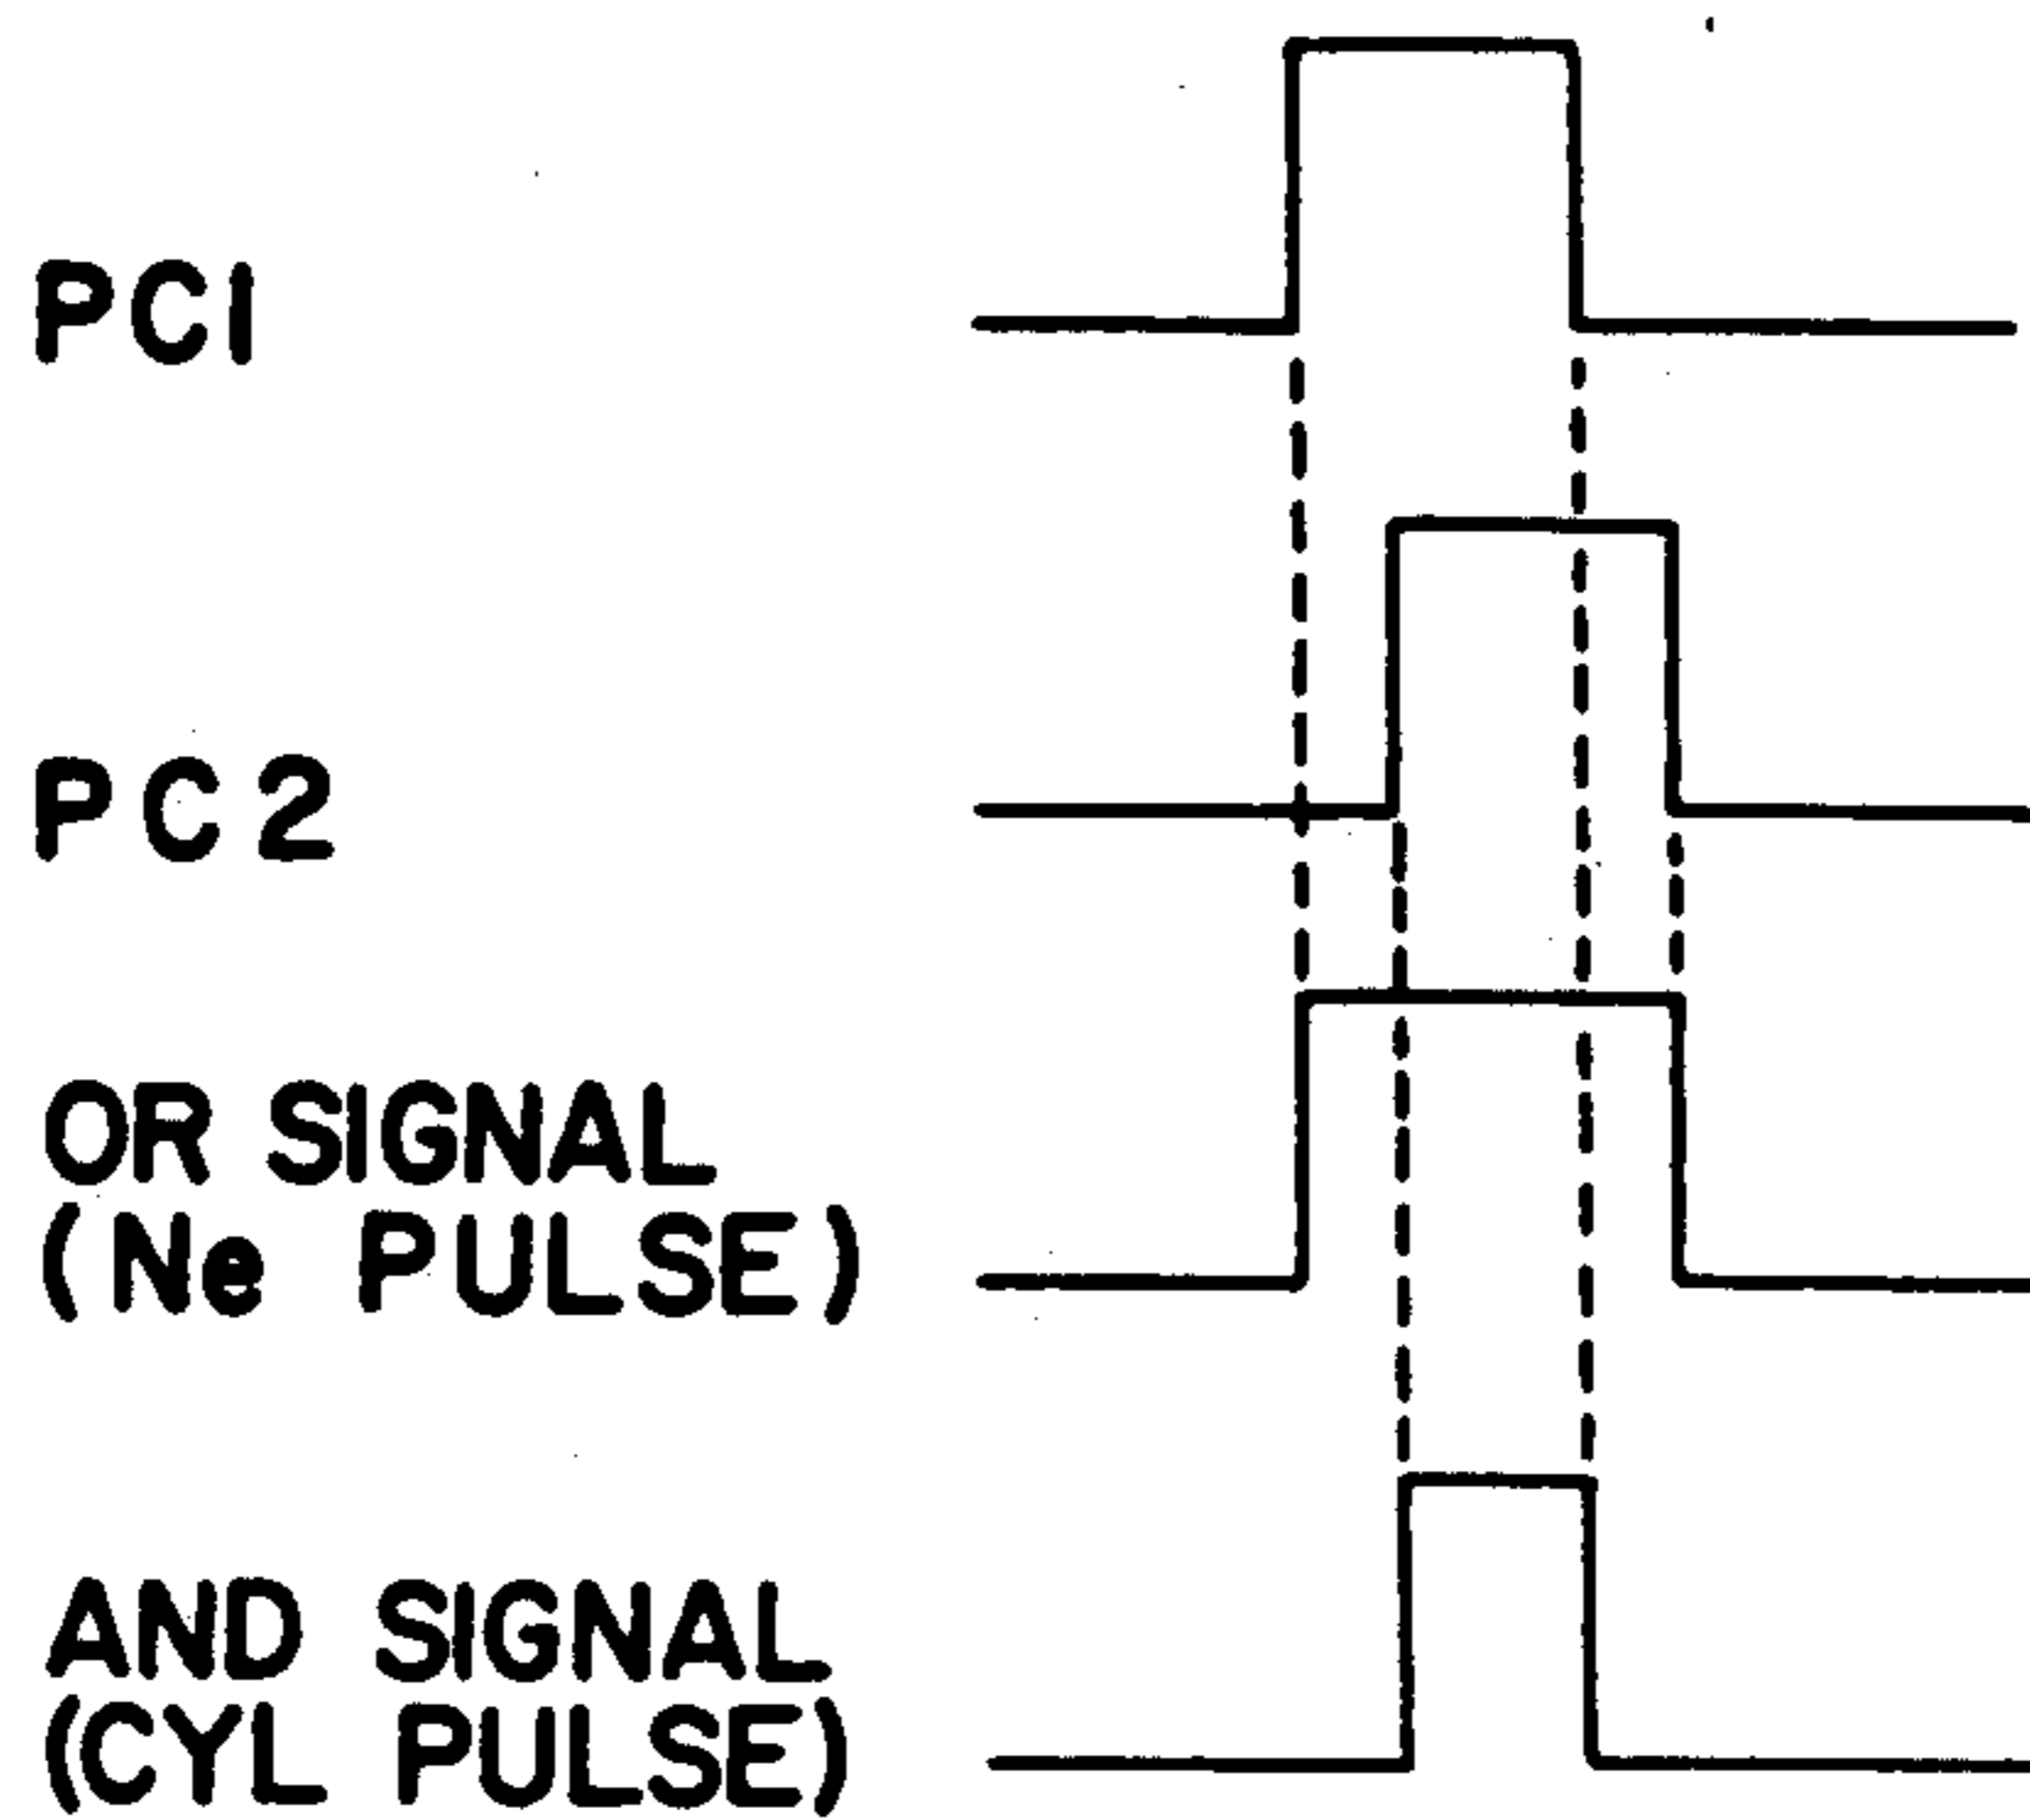 PC1
PC2
OR SIGNAL
(Ne PULSE)
AND SIGNAL
(CYL PULSE)